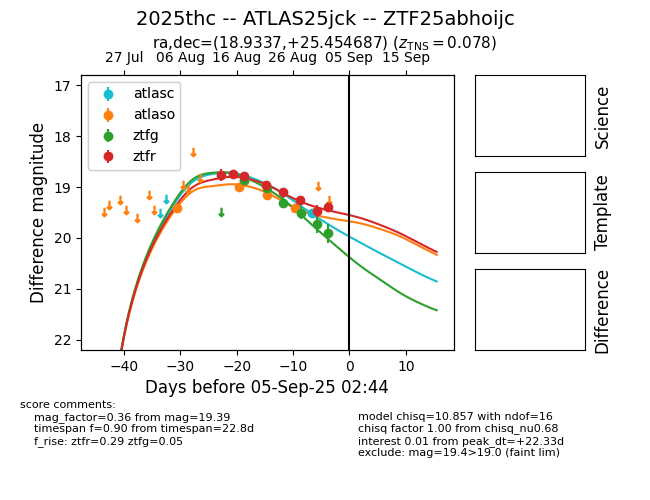 2025thc -- ATLAS25jck -- ZTF25abhoijc
ra,dec=(18.9337,+25.454687) (z_TNS = 0.078)
27 Jul 06 Aug 16 Aug 26 Aug 05 Sep 15 Sep
atlasc
atlaso
ztfg
ztfr
17
18
19
20
21
22
Difference magnitude
−40 −30 −20 −10 0 10
Days before 05-Sep-25 02:44
Science
Template
Difference
score comments:
mag_factor=0.36 from mag=19.39
timespan f=0.90 from timespan=22.8d
f_rise: ztfr=0.29 ztfg=0.05
model chisq=10.857 with ndof=16
chisq factor 1.00 from chisq_nu0.68
interest 0.01 from peak_dt=+22.33d
exclude: mag=19.4>19.0 (faint lim)